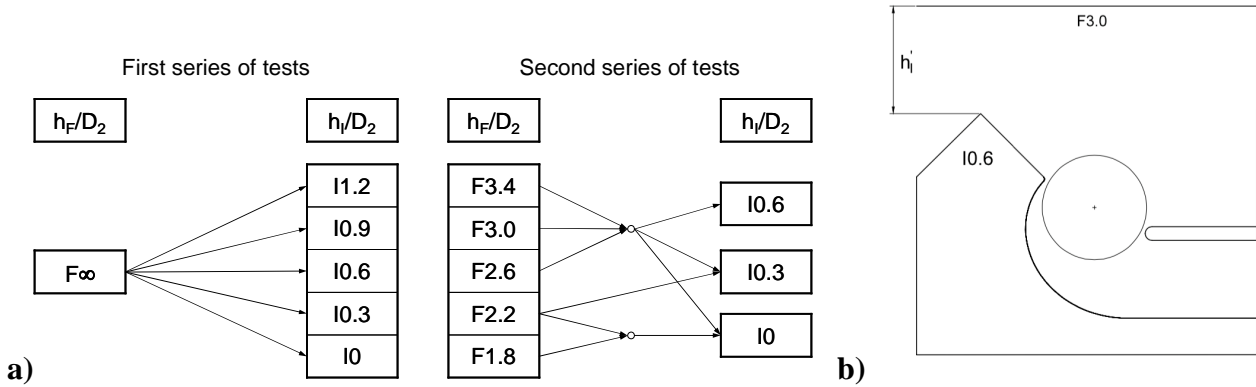 First series of tests
Second series of tests
hF/D2
hI/D2
hF/D2
hI/D2
F∞
I1.2
I0.9
I0.6
I0.3
I0
F3.4
F3.0
F2.6
F2.2
F1.8
I0.6
I0.3
I0
a)
F3.0
hI'
I0.6
b)